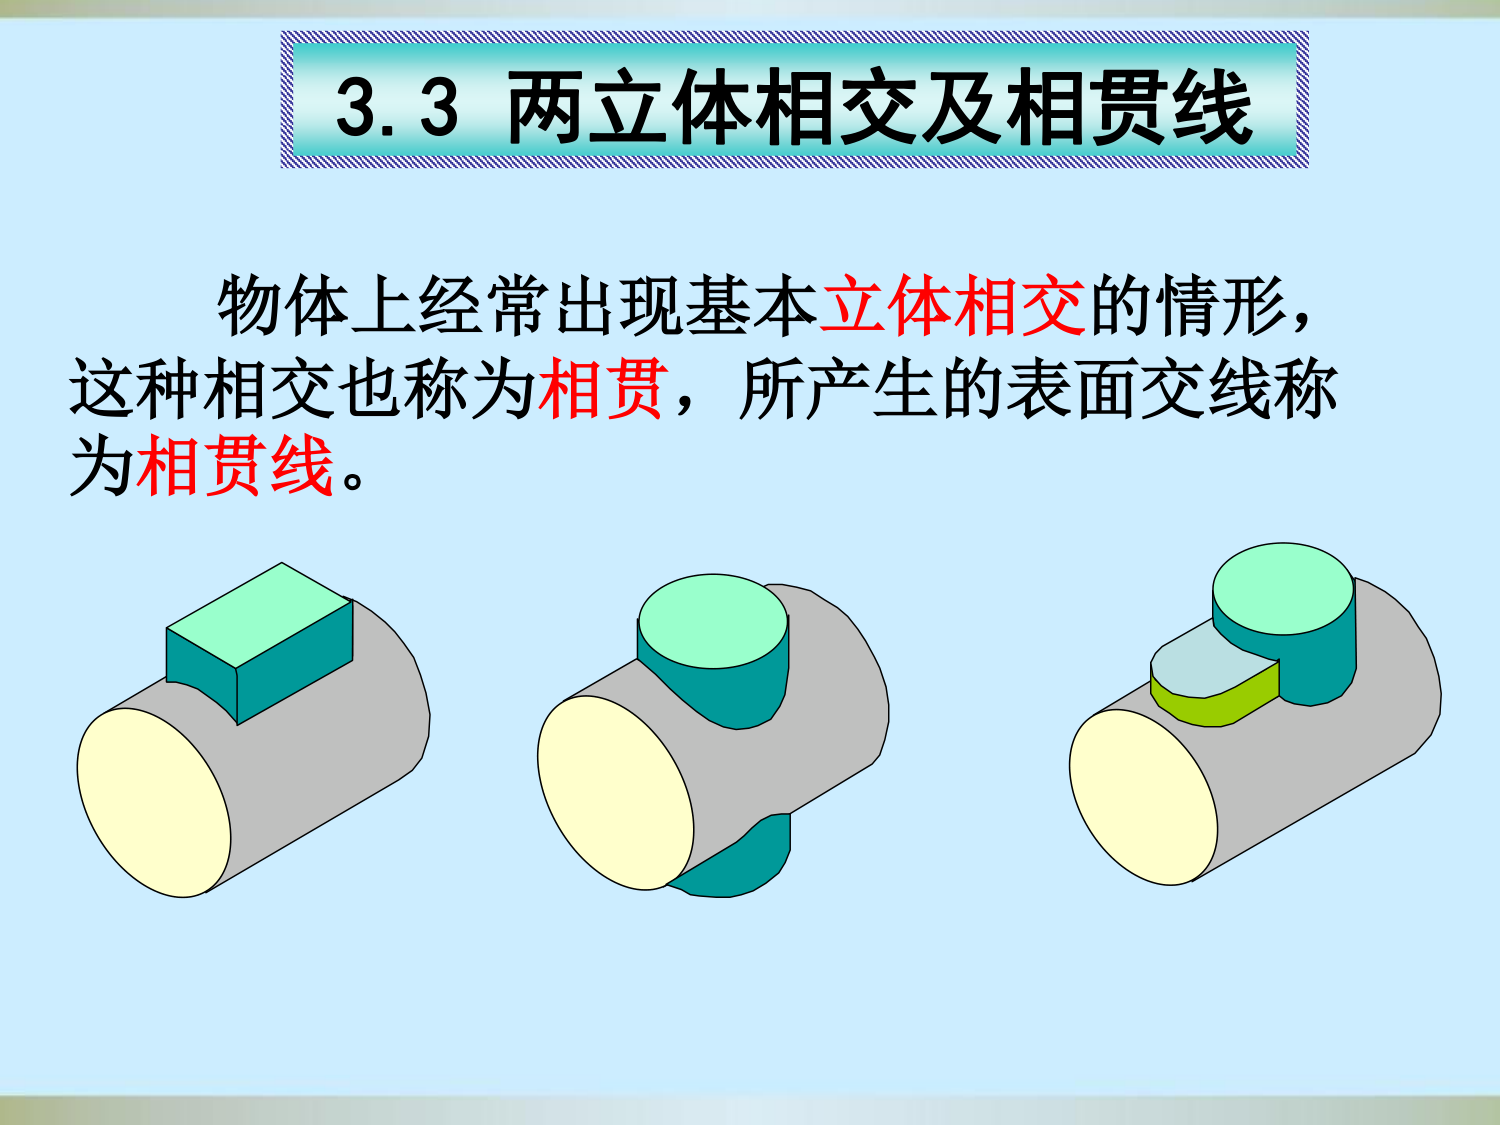 3.3 两立体相交及相贯线
物体上经常出现基本立体相交的情形，
这种相交也称为相贯，所产生的表面交线称
为相贯线。